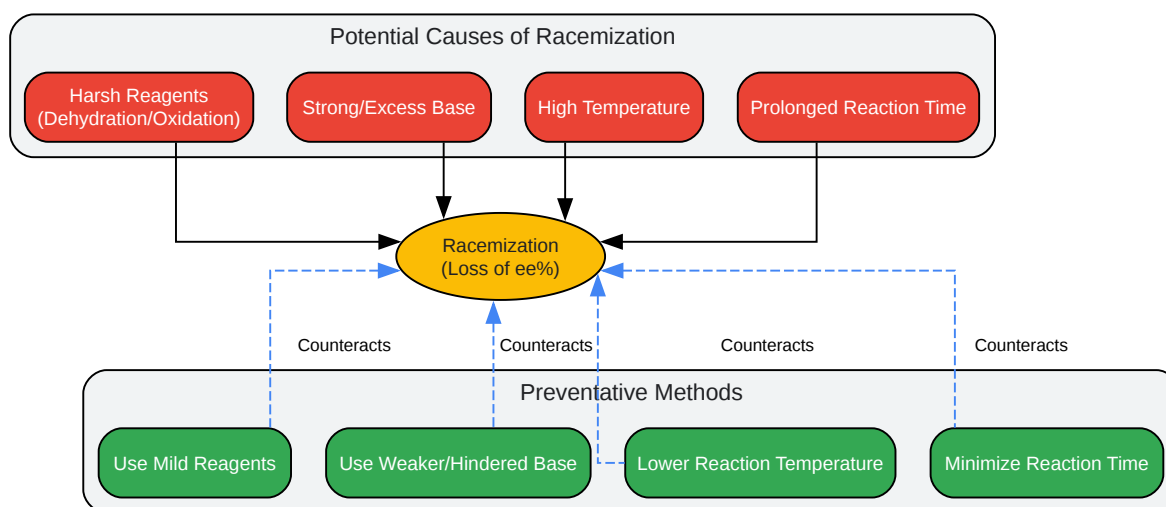 Potential Causes of Racemization
Harsh Reagents
(Dehydration/Oxidation)
Strong/Excess Base
High Temperature
Prolonged Reaction Time
Racemization
(Loss of ee%)
Counteracts
Counteracts
Counteracts
Counteracts
Preventative Methods
Use Mild Reagents
Use Weaker/Hindered Base
Lower Reaction Temperature
Minimize Reaction Time